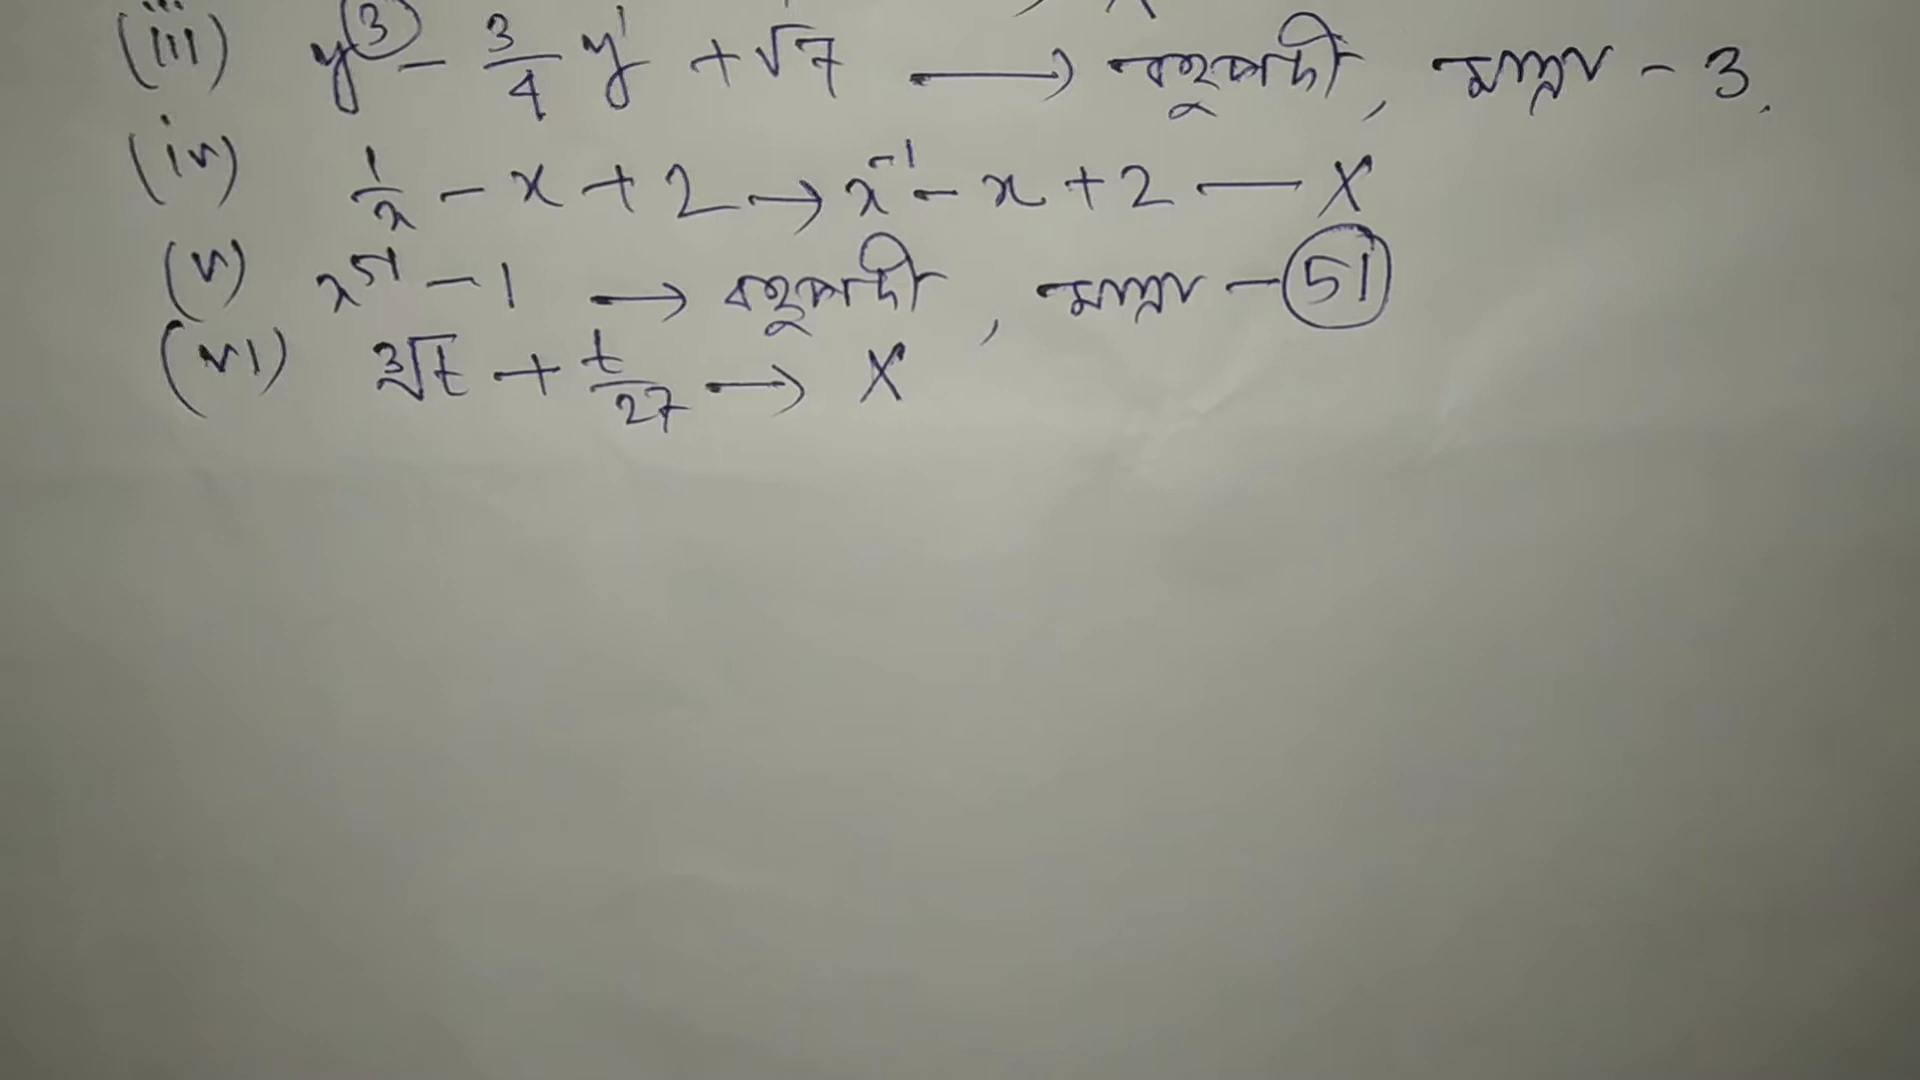 (iii) y³ - 3/4 y¹ + √7 → বহুপদী, মাত্রা - 3.
(iv) 1/x - x + 2 → x⁻¹ - x + 2 — X
(v) x⁵¹ - 1 → বহুপদী, মাত্রা - 51
(vi) ∛t + t/27 → X